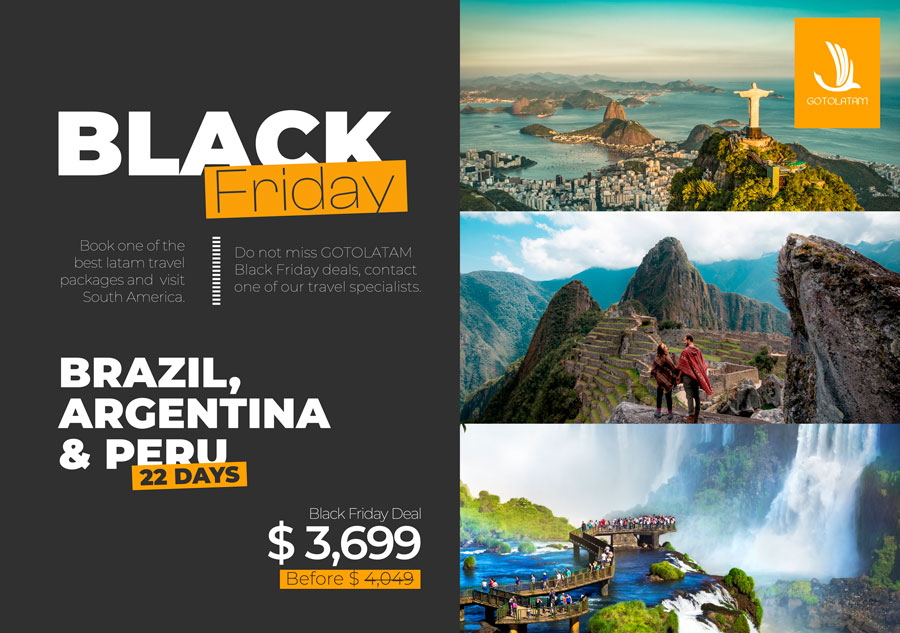 BLACK
Friday
Book one of the
best latam travel
packages and visit
South America.
Do not miss GOTOLATAM
Black Friday deals, contact
one of our travel specialists.
BRAZIL,
ARGENTINA
& PERU
22 DAYS
Black Friday Deal
$ 3,699
Before $ 4,049
GOTOLATAM